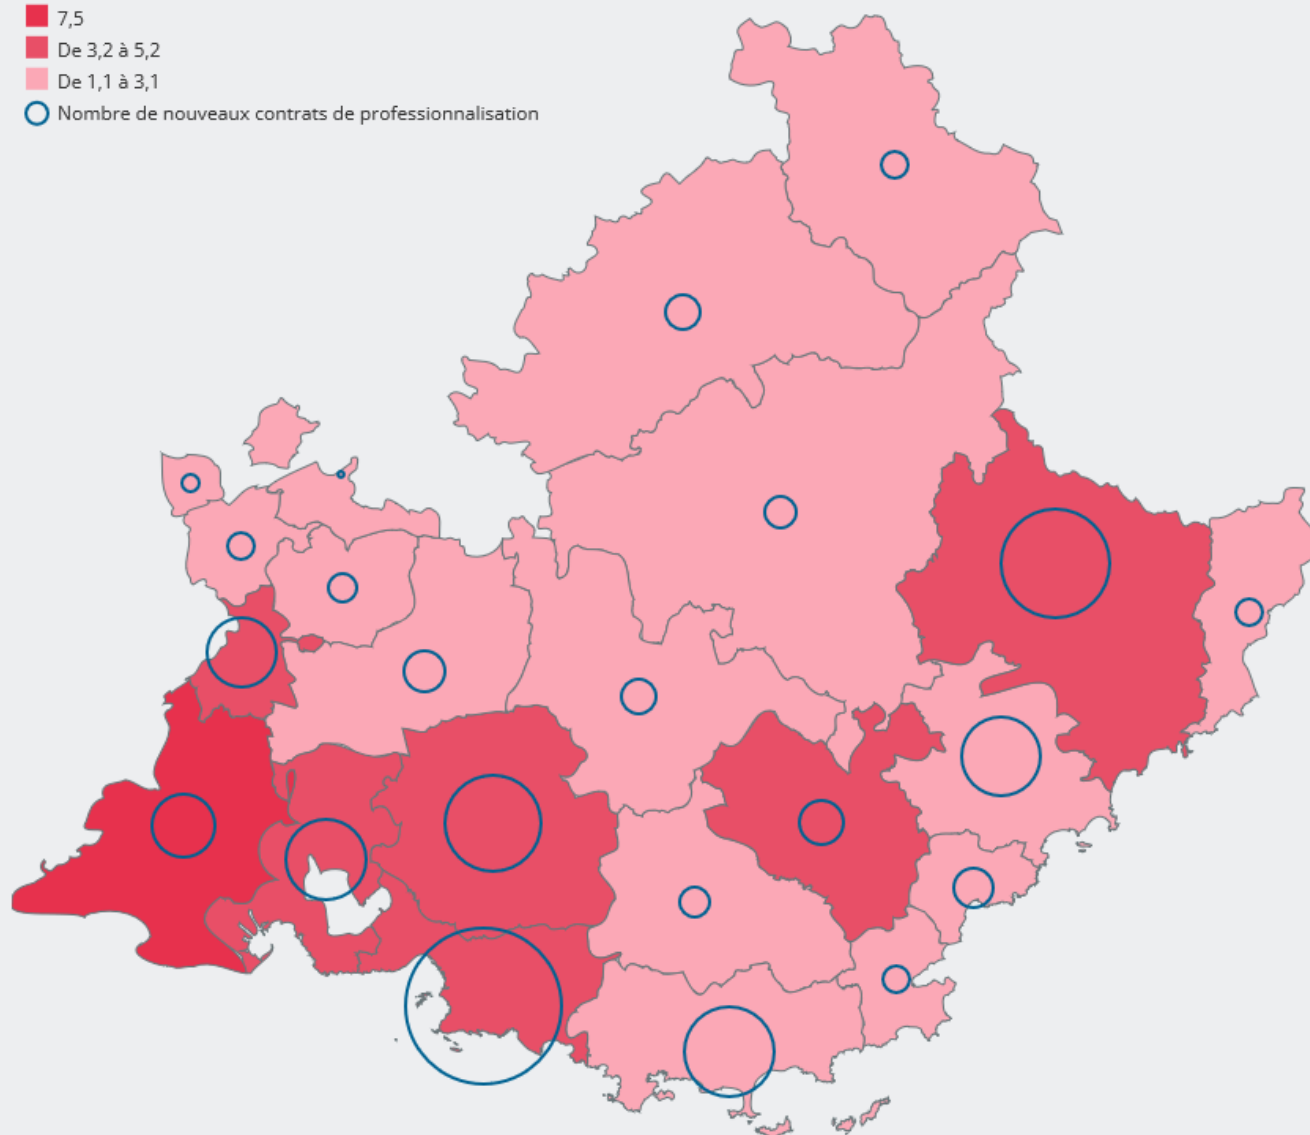 7,5
De 3,2 à 5,2
De 1,1 à 3,1
Nombre de nouveaux contrats de professionnalisation